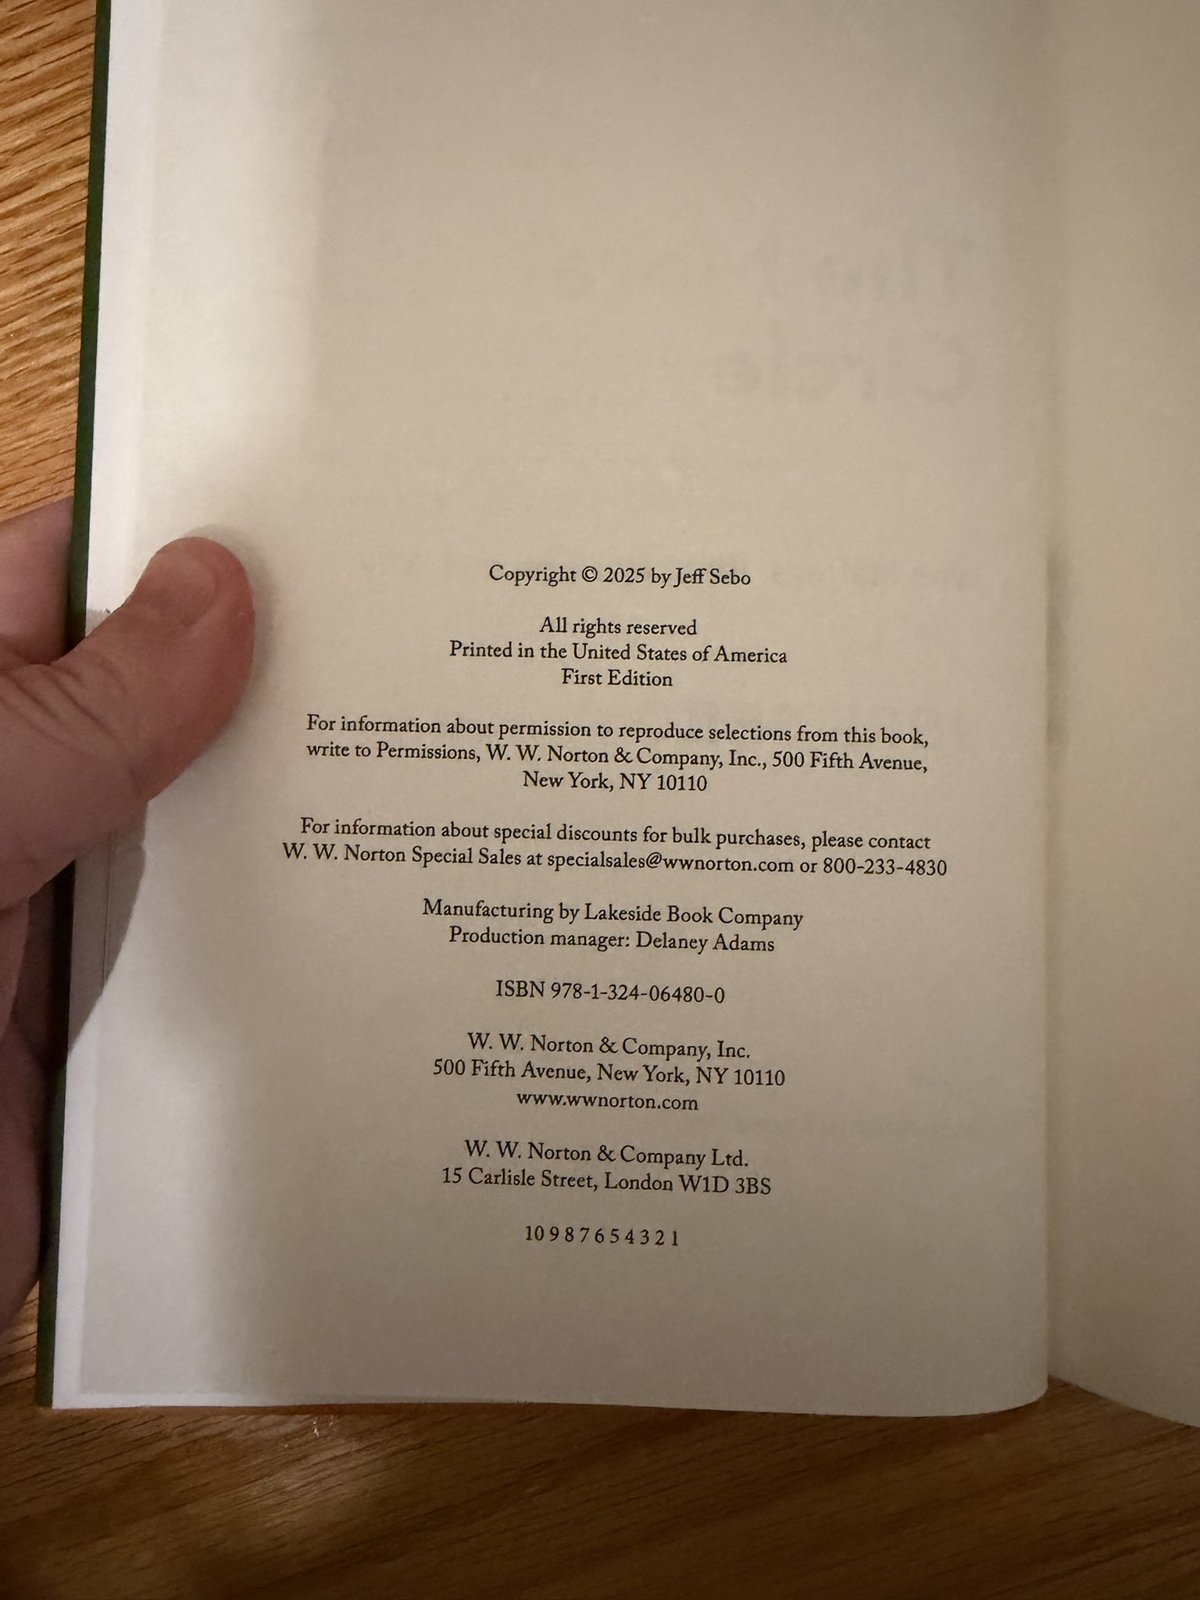 Copyright © 2025 by Jeff Sebo
All rights reserved
Printed in the United States of America
First Edition
For information about permission to reproduce selections from this book,
write to Permissions, W. W. Norton & Company, Inc., 500 Fifth Avenue,
New York, NY 10110
For information about special discounts for bulk purchases, please contact
W. W. Norton Special Sales at specialsales@wwnorton.com or 800-233-4830
Manufacturing by Lakeside Book Company
Production manager: Delaney Adams
ISBN 978-1-324-06480-0
W. W. Norton & Company, Inc.
500 Fifth Avenue, New York, NY 10110
www.wwnorton.com
W. W. Norton & Company Ltd.
15 Carlisle Street, London W1D 3BS
10 9 8 7 6 5 4 3 2 1